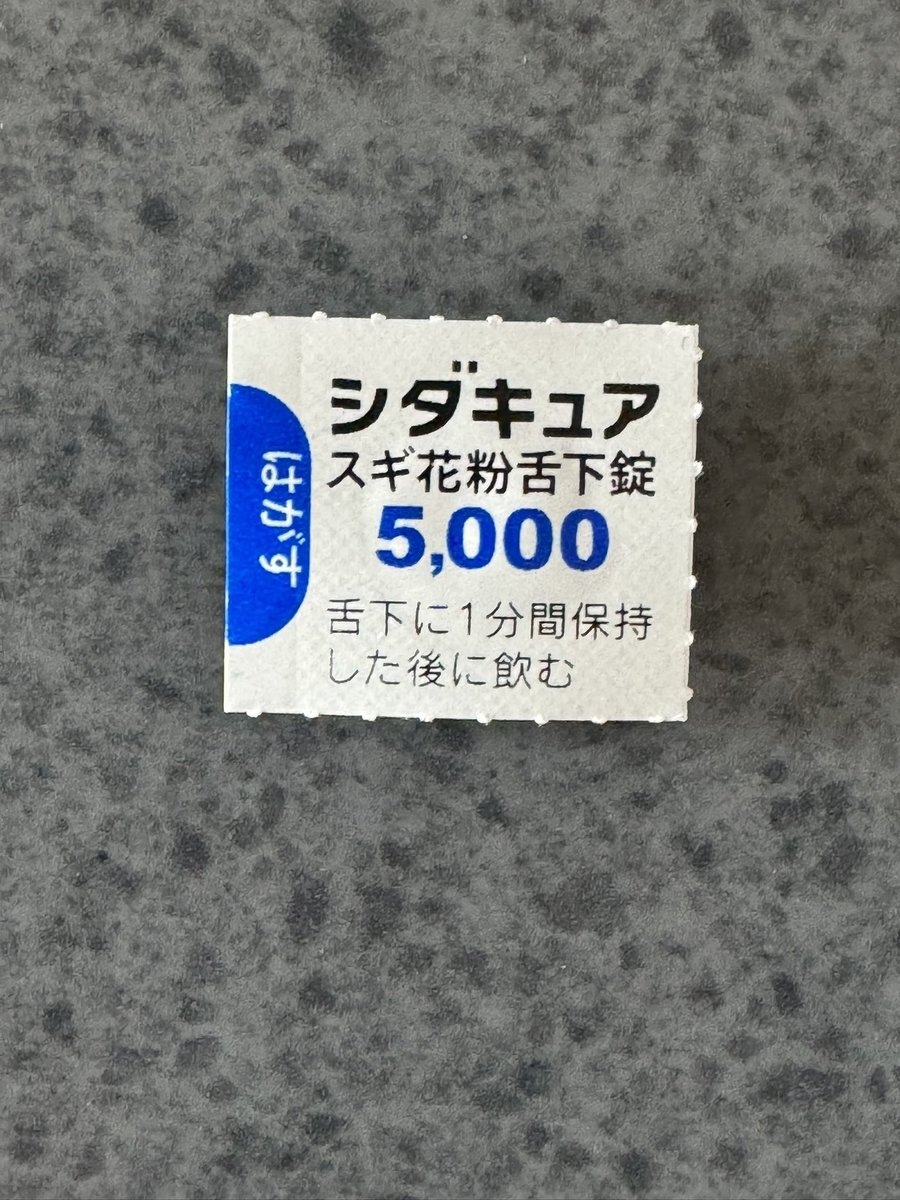 シダキュア
スギ花粉舌下錠
5,000
舌下に1分間保持
した後に飲む
はがす